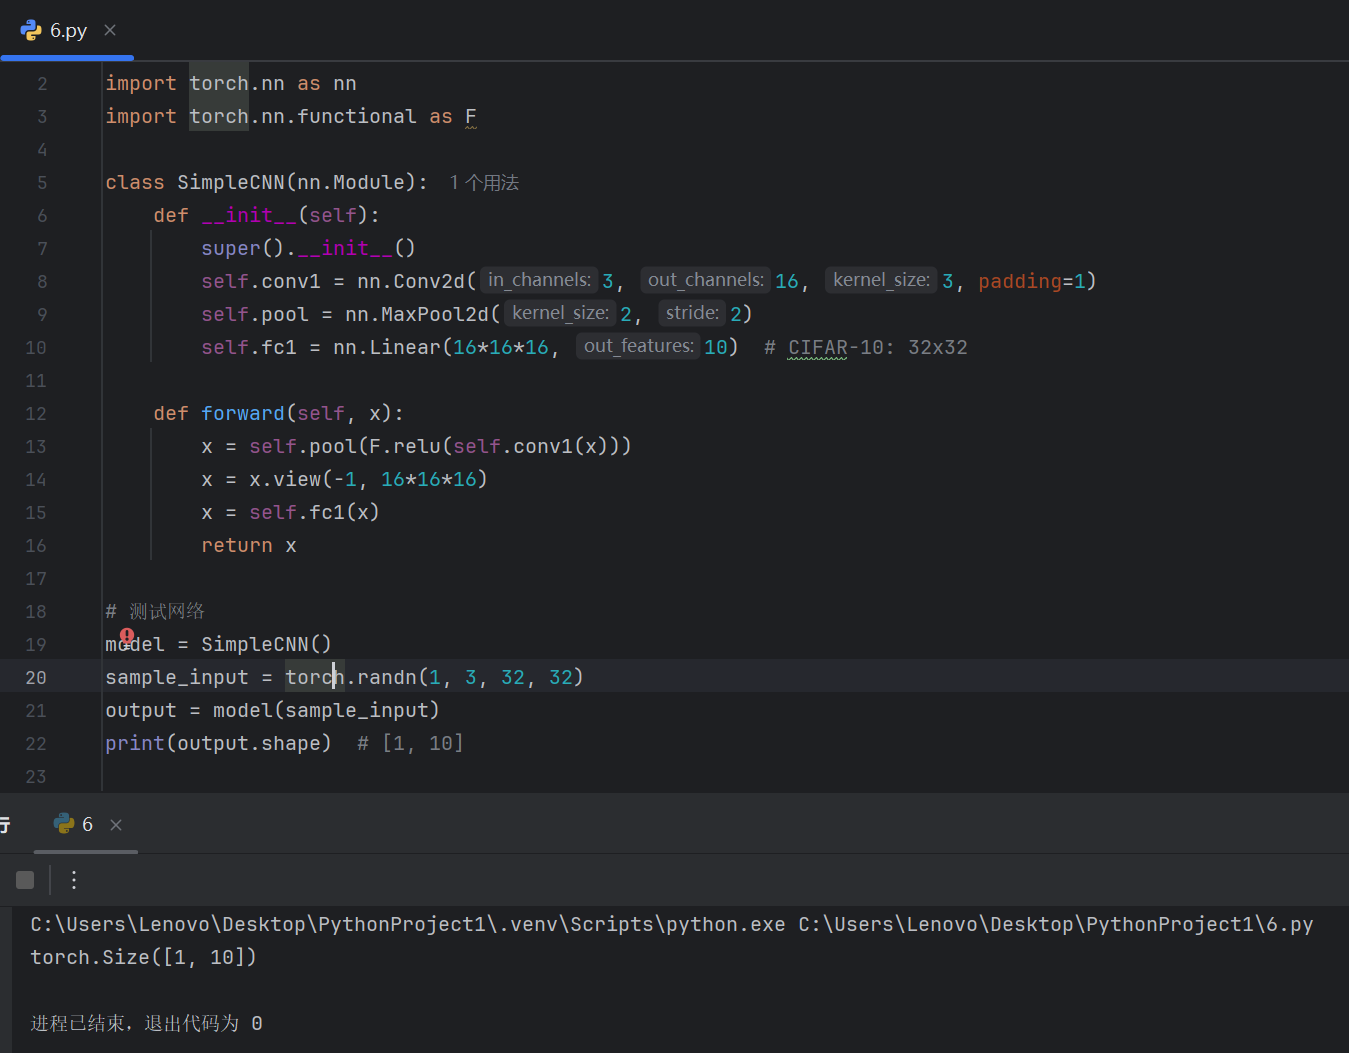 6.py
2 import torch.nn as nn
3 import torch.nn.functional as F
4
5 class SimpleCNN(nn.Module): 1 个用法
6 def __init__(self):
7 super().__init__()
8 self.conv1 = nn.Conv2d( in_channels: 3, out_channels: 16, kernel_size: 3, padding=1)
9 self.pool = nn.MaxPool2d( kernel_size: 2, stride: 2)
10 self.fc1 = nn.Linear(16*16*16, out_features: 10) # CIFAR-10: 32x32
11
12 def forward(self, x):
13 x = self.pool(F.relu(self.conv1(x)))
14 x = x.view(-1, 16*16*16)
15 x = self.fc1(x)
16 return x
17
18 # 测试网络
19 model = SimpleCNN()
20 sample_input = torch.randn(1, 3, 32, 32)
21 output = model(sample_input)
22 print(output.shape) # [1, 10]
23
行 6
C:\Users\Lenovo\Desktop\PythonProject1\.venv\Scripts\python.exe C:\Users\Lenovo\Desktop\PythonProject1\6.py
torch.Size([1, 10])
进程已结束，退出代码为 0